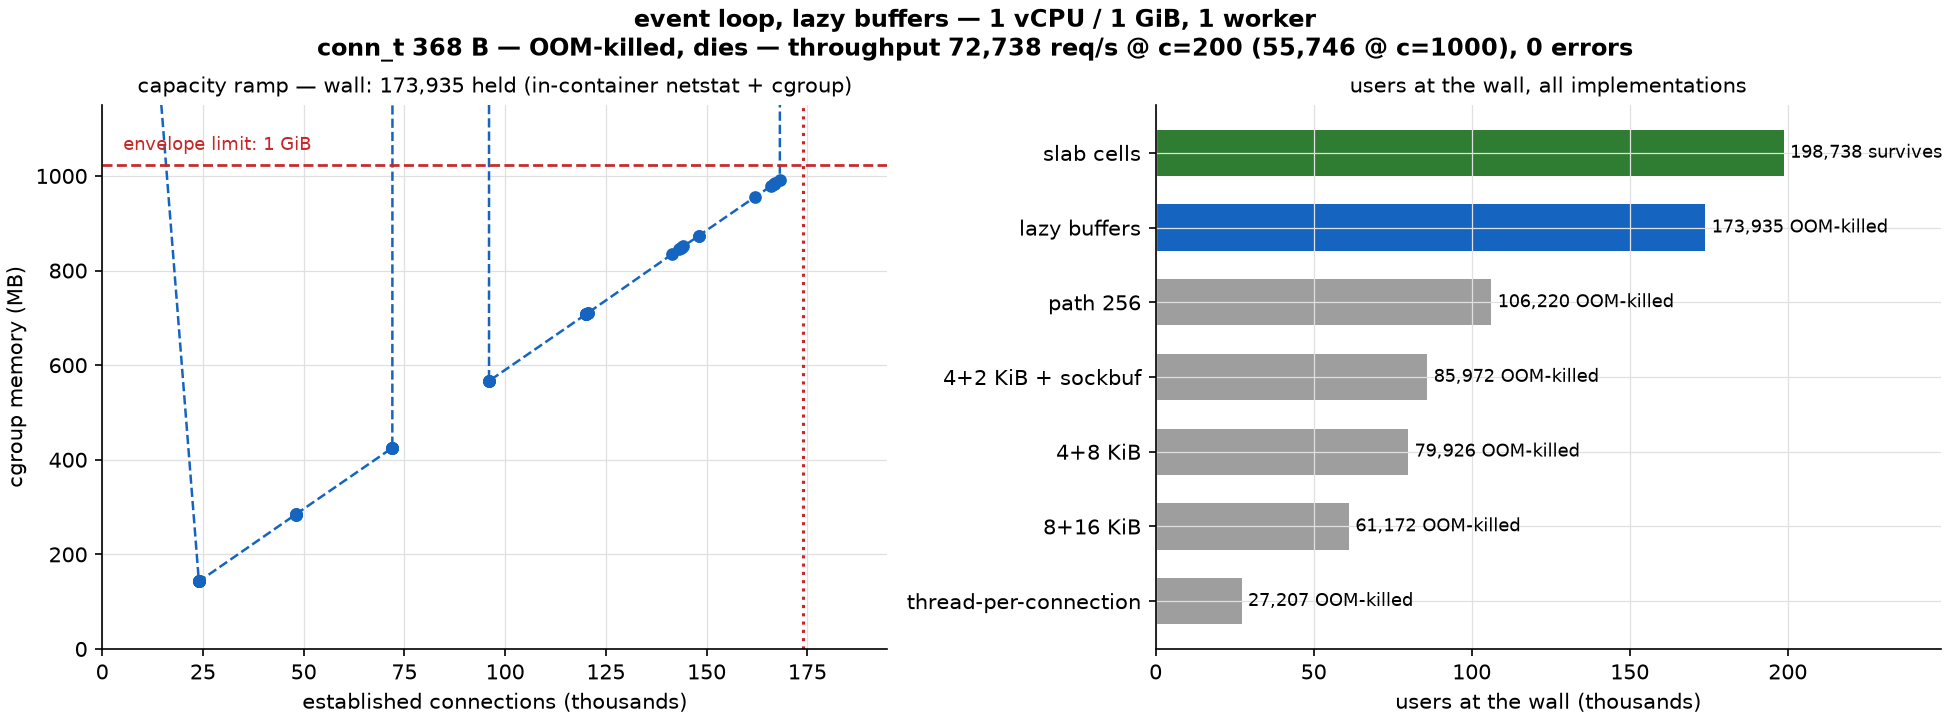 event loop, lazy buffers — 1 vCPU / 1 GiB, 1 worker
conn_t 368 B — OOM-killed, dies — throughput 72,738 req/s @ c=200 (55,746 @ c=1000), 0 errors
capacity ramp — wall: 173,935 held (in-container netstat + cgroup)
envelope limit: 1 GiB
cgroup memory (MB)
1000
800
600
400
200
0
0 25 50 75 100 125 150 175
established connections (thousands)
users at the wall, all implementations
slab cells 198,738 survives
lazy buffers 173,935 OOM-killed
path 256 106,220 OOM-killed
4+2 KiB + sockbuf 85,972 OOM-killed
4+8 KiB 79,926 OOM-killed
8+16 KiB 61,172 OOM-killed
thread-per-connection 27,207 OOM-killed
0 50 100 150 200
users at the wall (thousands)